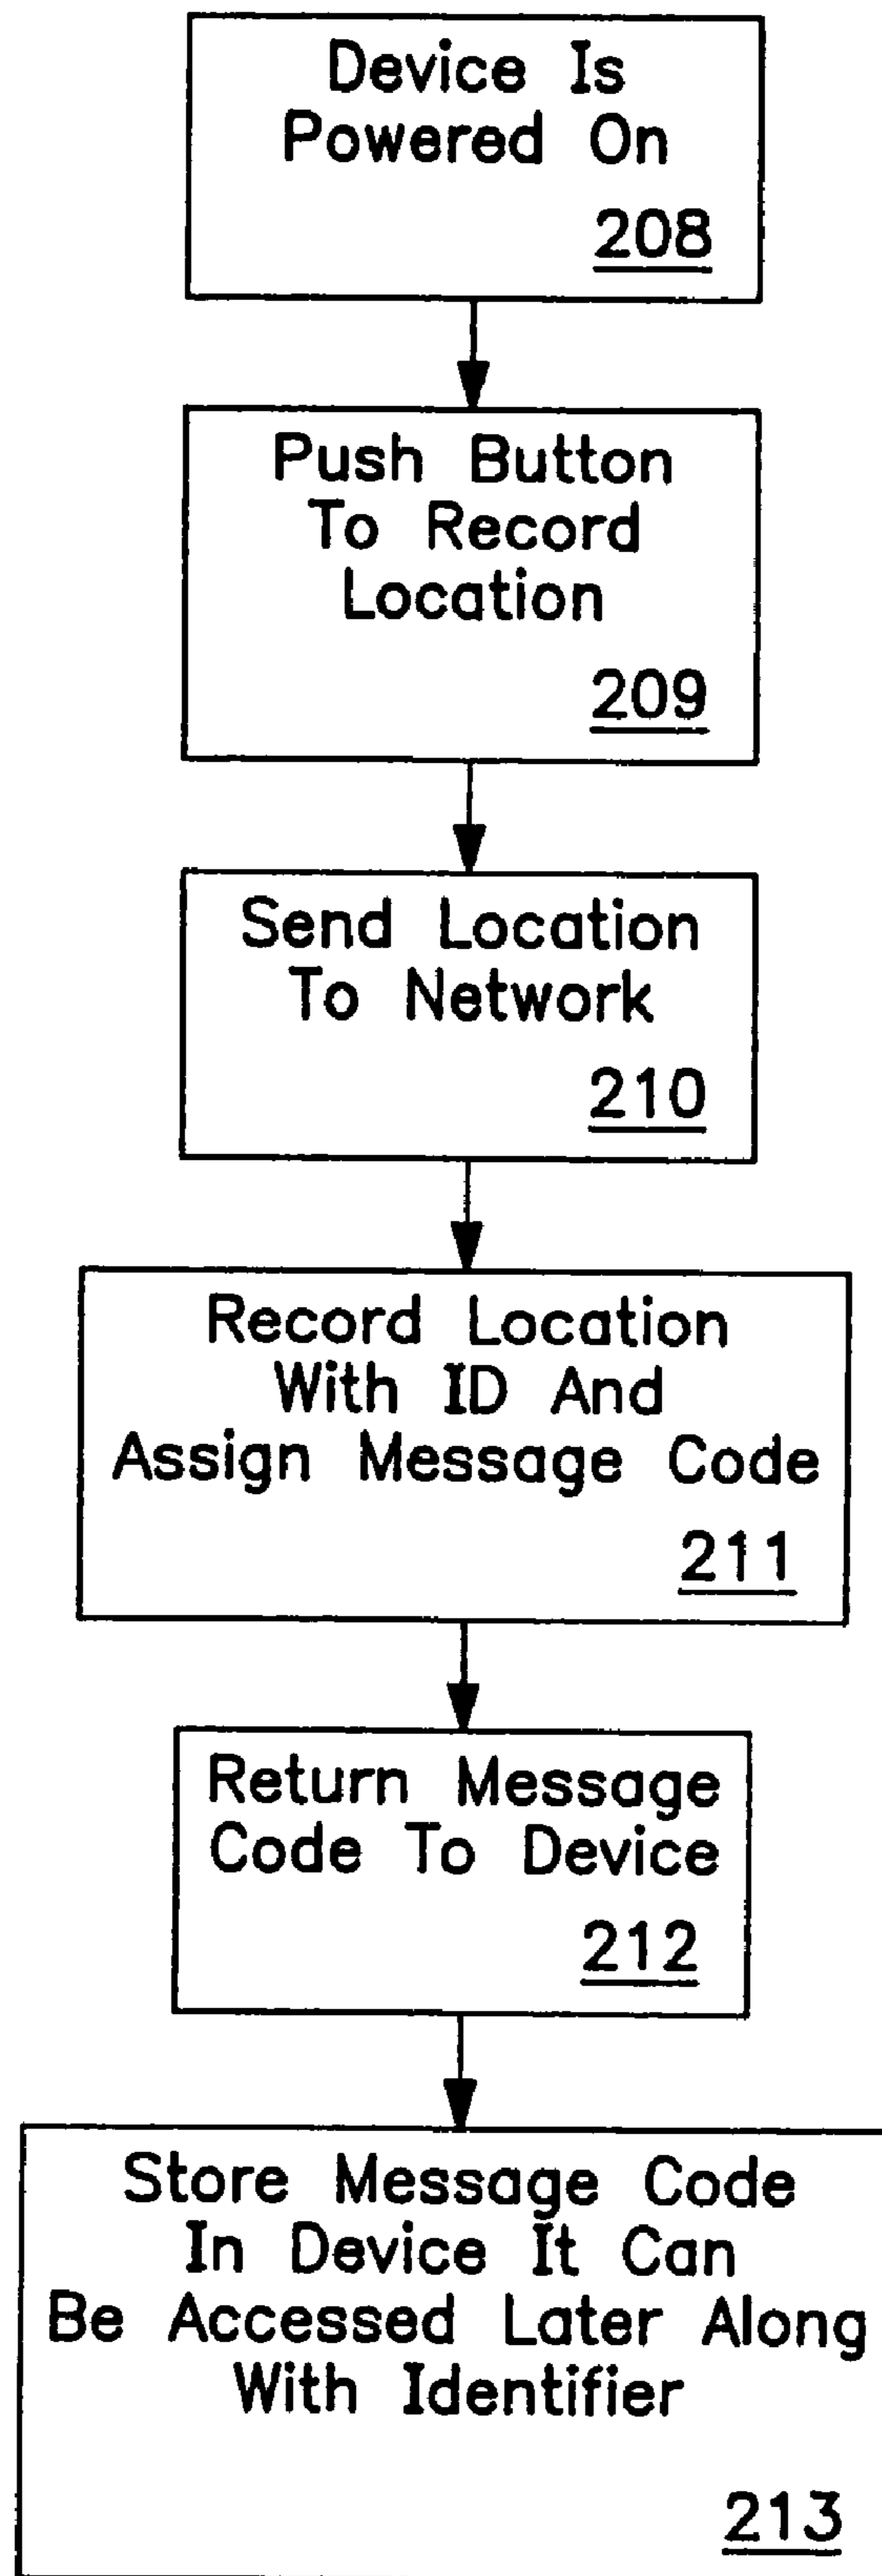 Device Is
Powered On
208
Push Button
To Record
Location
209
Send Location
To Network
210
Record Location
With ID And
Assign Message Code
211
Return Message
Code To Device
212
Store Message Code
In Device It Can
Be Accessed Later Along
With Identifier
213